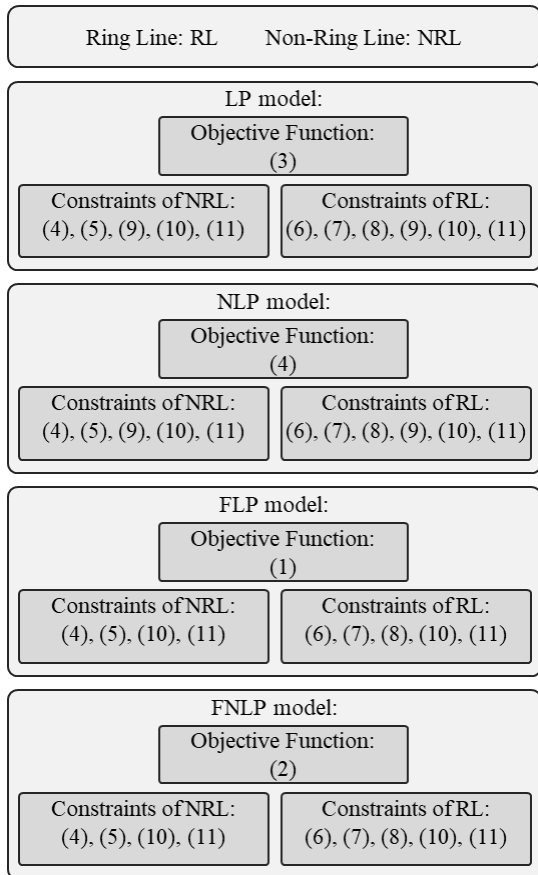 Ring Line: RL Non-Ring Line: NRL
LP model:
Objective Function:
(3)
Constraints of NRL:
(4), (5), (9), (10), (11)
Constraints of RL:
(6), (7), (8), (9), (10), (11)
NLP model:
Objective Function:
(4)
Constraints of NRL:
(4), (5), (9), (10), (11)
Constraints of RL:
(6), (7), (8), (9), (10), (11)
FLP model:
Objective Function:
(1)
Constraints of NRL:
(4), (5), (10), (11)
Constraints of RL:
(6), (7), (8), (10), (11)
FNLP model:
Objective Function:
(2)
Constraints of NRL:
(4), (5), (10), (11)
Constraints of RL:
(6), (7), (8), (10), (11)